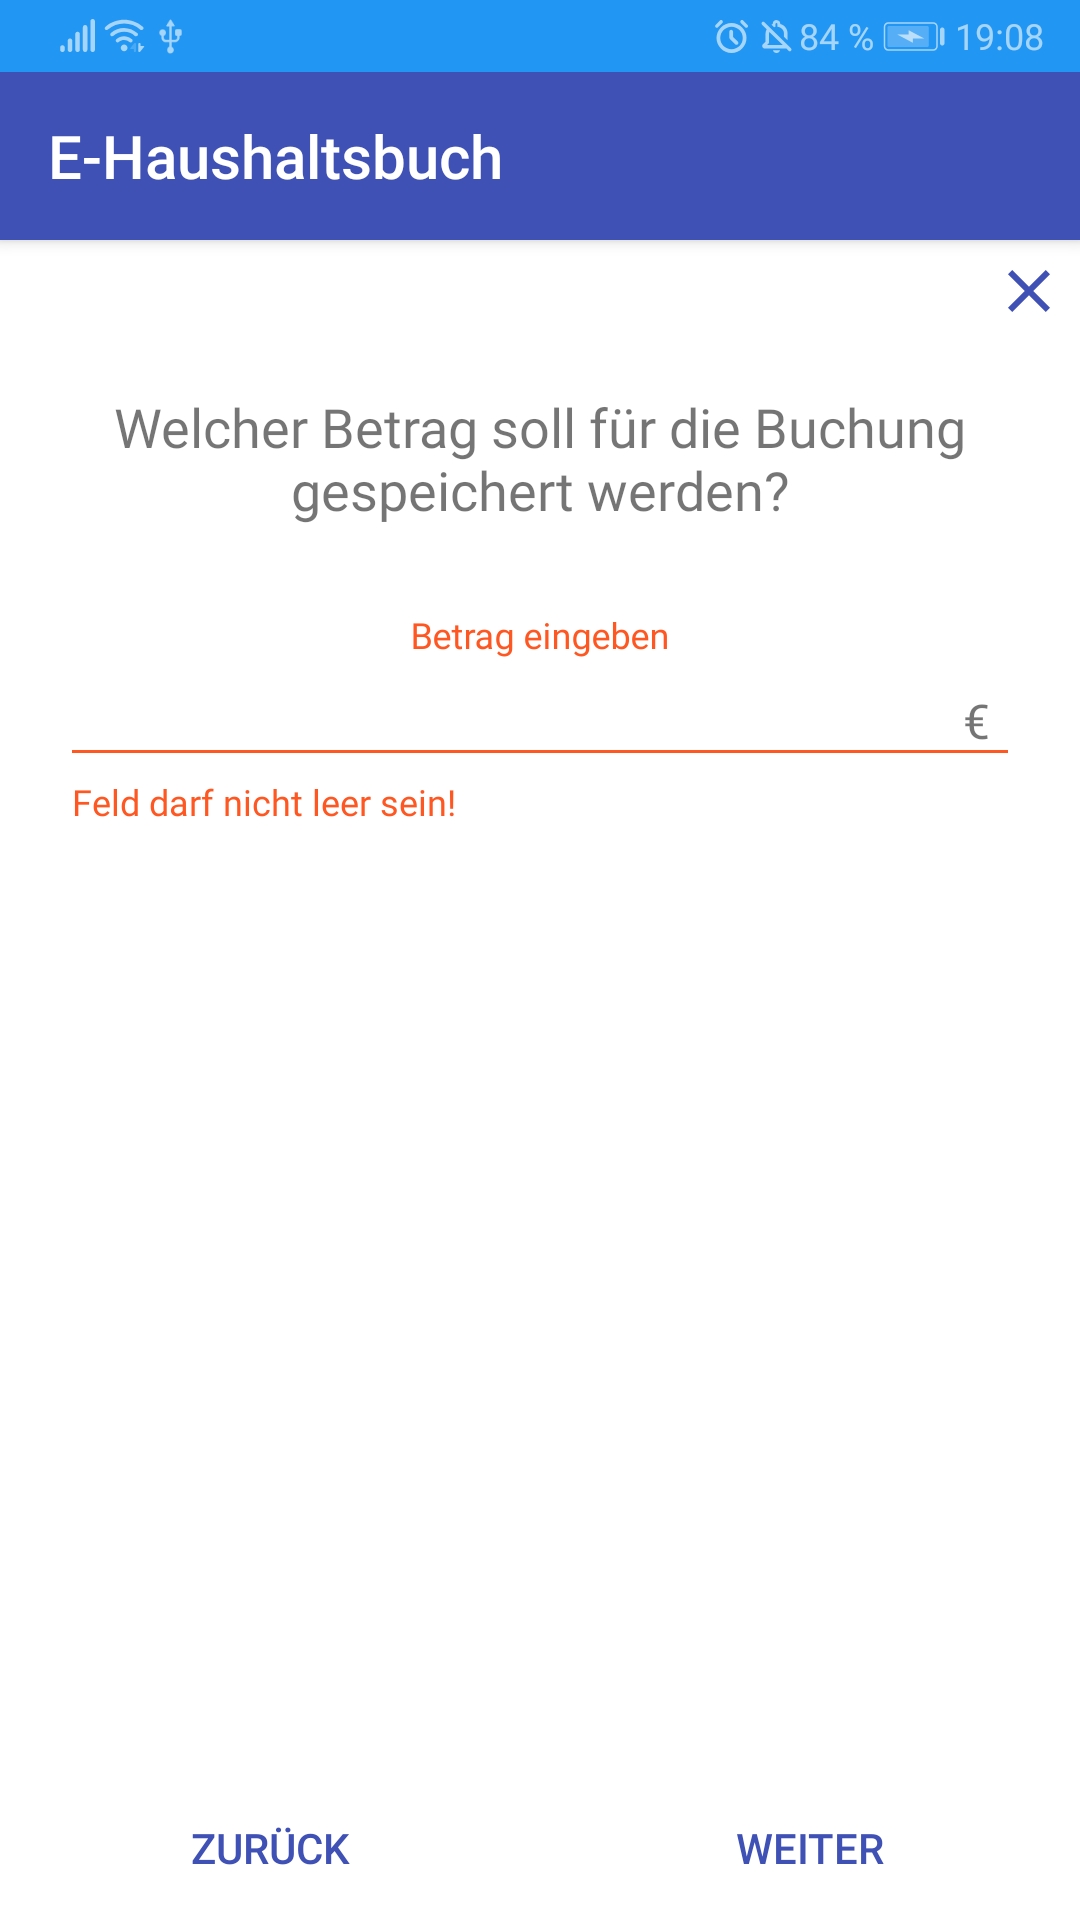 84 % 19:08
E-Haushaltsbuch
Welcher Betrag soll für die Buchung
gespeichert werden?
Betrag eingeben
€
Feld darf nicht leer sein!
ZURÜCK WEITER